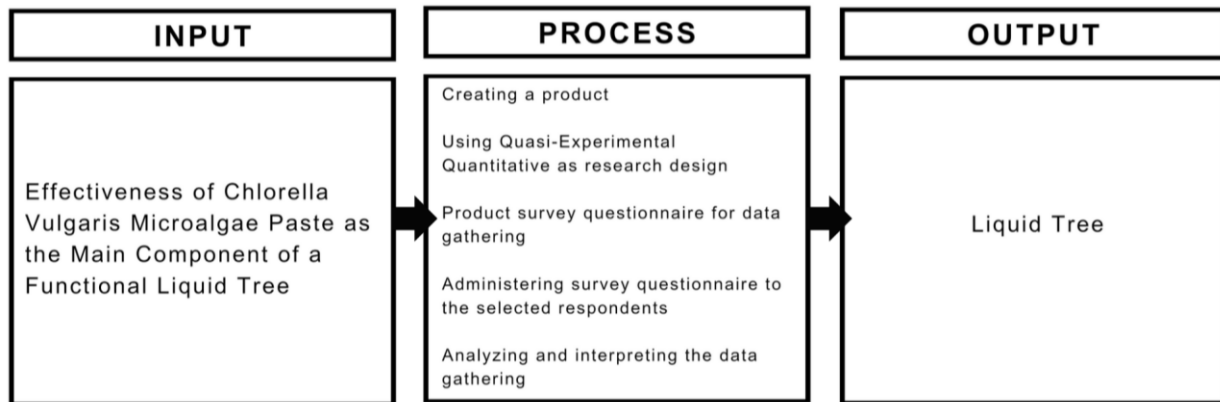 INPUT
Effectiveness of Chlorella
Vulgaris Microalgae Paste as
the Main Component of a
Functional Liquid Tree
PROCESS
Creating a product
Using Quasi-Experimental
Quantitative as research design
Product survey questionnaire for data
gathering
Administering survey questionnaire to
the selected respondents
Analyzing and interpreting the data
gathering
OUTPUT
Liquid Tree